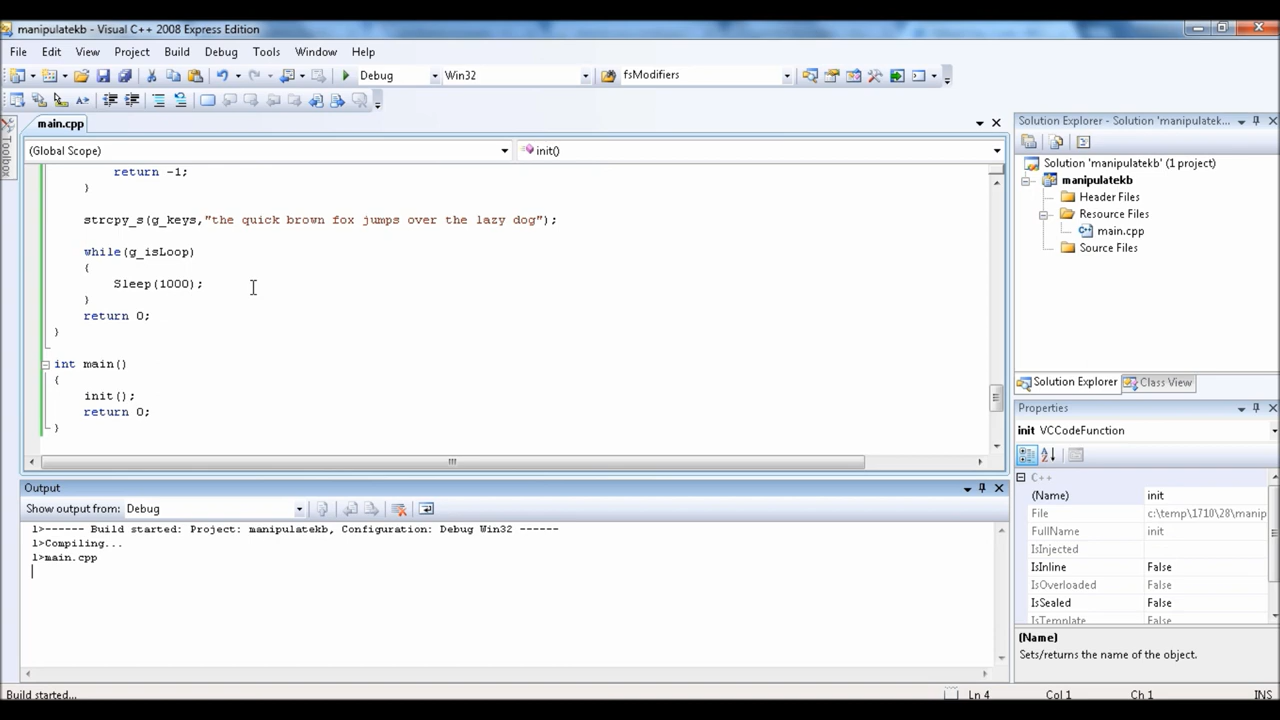 manipulatekb - Visual C++ 2008 Express Edition
File Edit View Project Build Debug Tools Window Help
Debug Win32 fsModifiers
main.cpp
Toolbox
(Global Scope) init()
return -1;
}
strcpy_s(g_keys,"the quick brown fox jumps over the lazy dog");
while(g_isLoop)
{
Sleep(1000);
}
return 0;
}
int main()
{
init();
return 0;
}
Solution Explorer - Solution 'manipulatek...
Solution 'manipulatekb' (1 project)
manipulatekb
Header Files
Resource Files
main.cpp
Source Files
Solution Explorer Class View
Properties
init VCCodeFunction
C++
(Name) init
File c:\temp\1710\28\manip
FullName init
IsInjected
IsInline False
IsOverloaded False
IsSealed False
IsTemplate False
(Name)
Sets/returns the name of the object.
Output
Show output from: Debug
1>------ Build started: Project: manipulatekb, Configuration: Debug Win32 ------
1>Compiling...
1>main.cpp
Build started... Ln 4 Col 1 Ch 1 INS